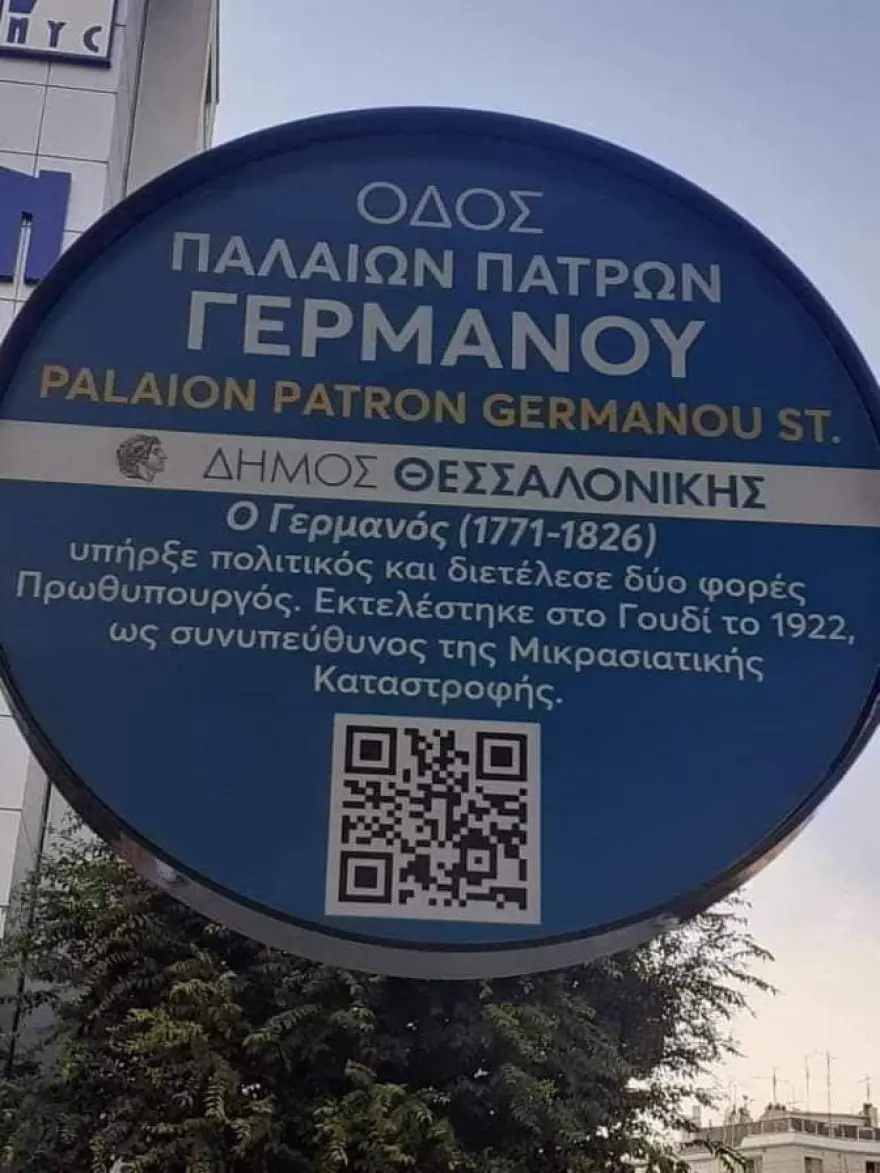 ΠΥC
Π
ΟΔΟΣ
ΠΑΛΑΙΩΝ ΠΑΤΡΩΝ
ΓΕΡΜΑΝΟΥ
PALAION PATRON GERMANOU ST.
ΔΗΜΟΣ ΘΕΣΣΑΛΟΝΙΚΗΣ
Ο Γερμανός (1771-1826)
υπήρξε πολιτικός και διετέλεσε δύο φορές
Πρωθυπουργός. Εκτελέστηκε στο Γουδί το 1922,
ως συνυπεύθυνος της Μικρασιατικής
Καταστροφής.